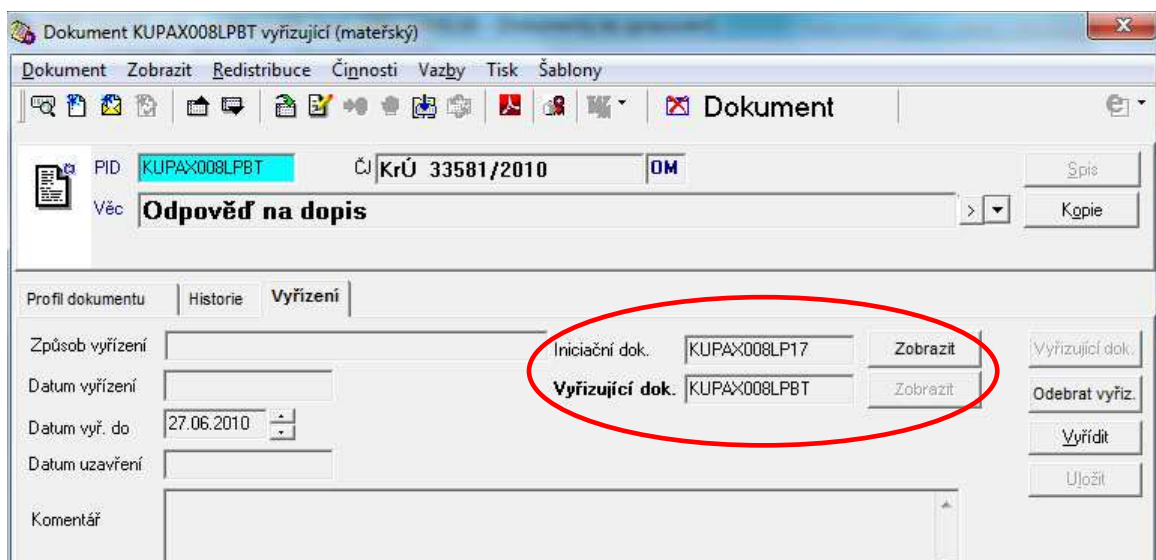 Dokument KUPAX008LPBT vyřizující (mateřský)
Dokument Zobrazit Redistribuce Činnosti Vazby Tisk Šablony
Dokument
PID KUPAX008LPBT ČJ KrÚ 33581/2010 OM Spis
Věc Odpověď na dopis > Kopie
Profil dokumentu Historie Vyřízení
Způsob vyřízení Iniciační dok. KUPAX008LP17 Zobrazit Vyřizující dok.
Datum vyřízení Vyřizující dok. KUPAX008LPBT Zobrazit Odebrat vyřiz.
Datum vyř. do 27.06.2010 Vyřídit
Datum uzavření Uložit
Komentář